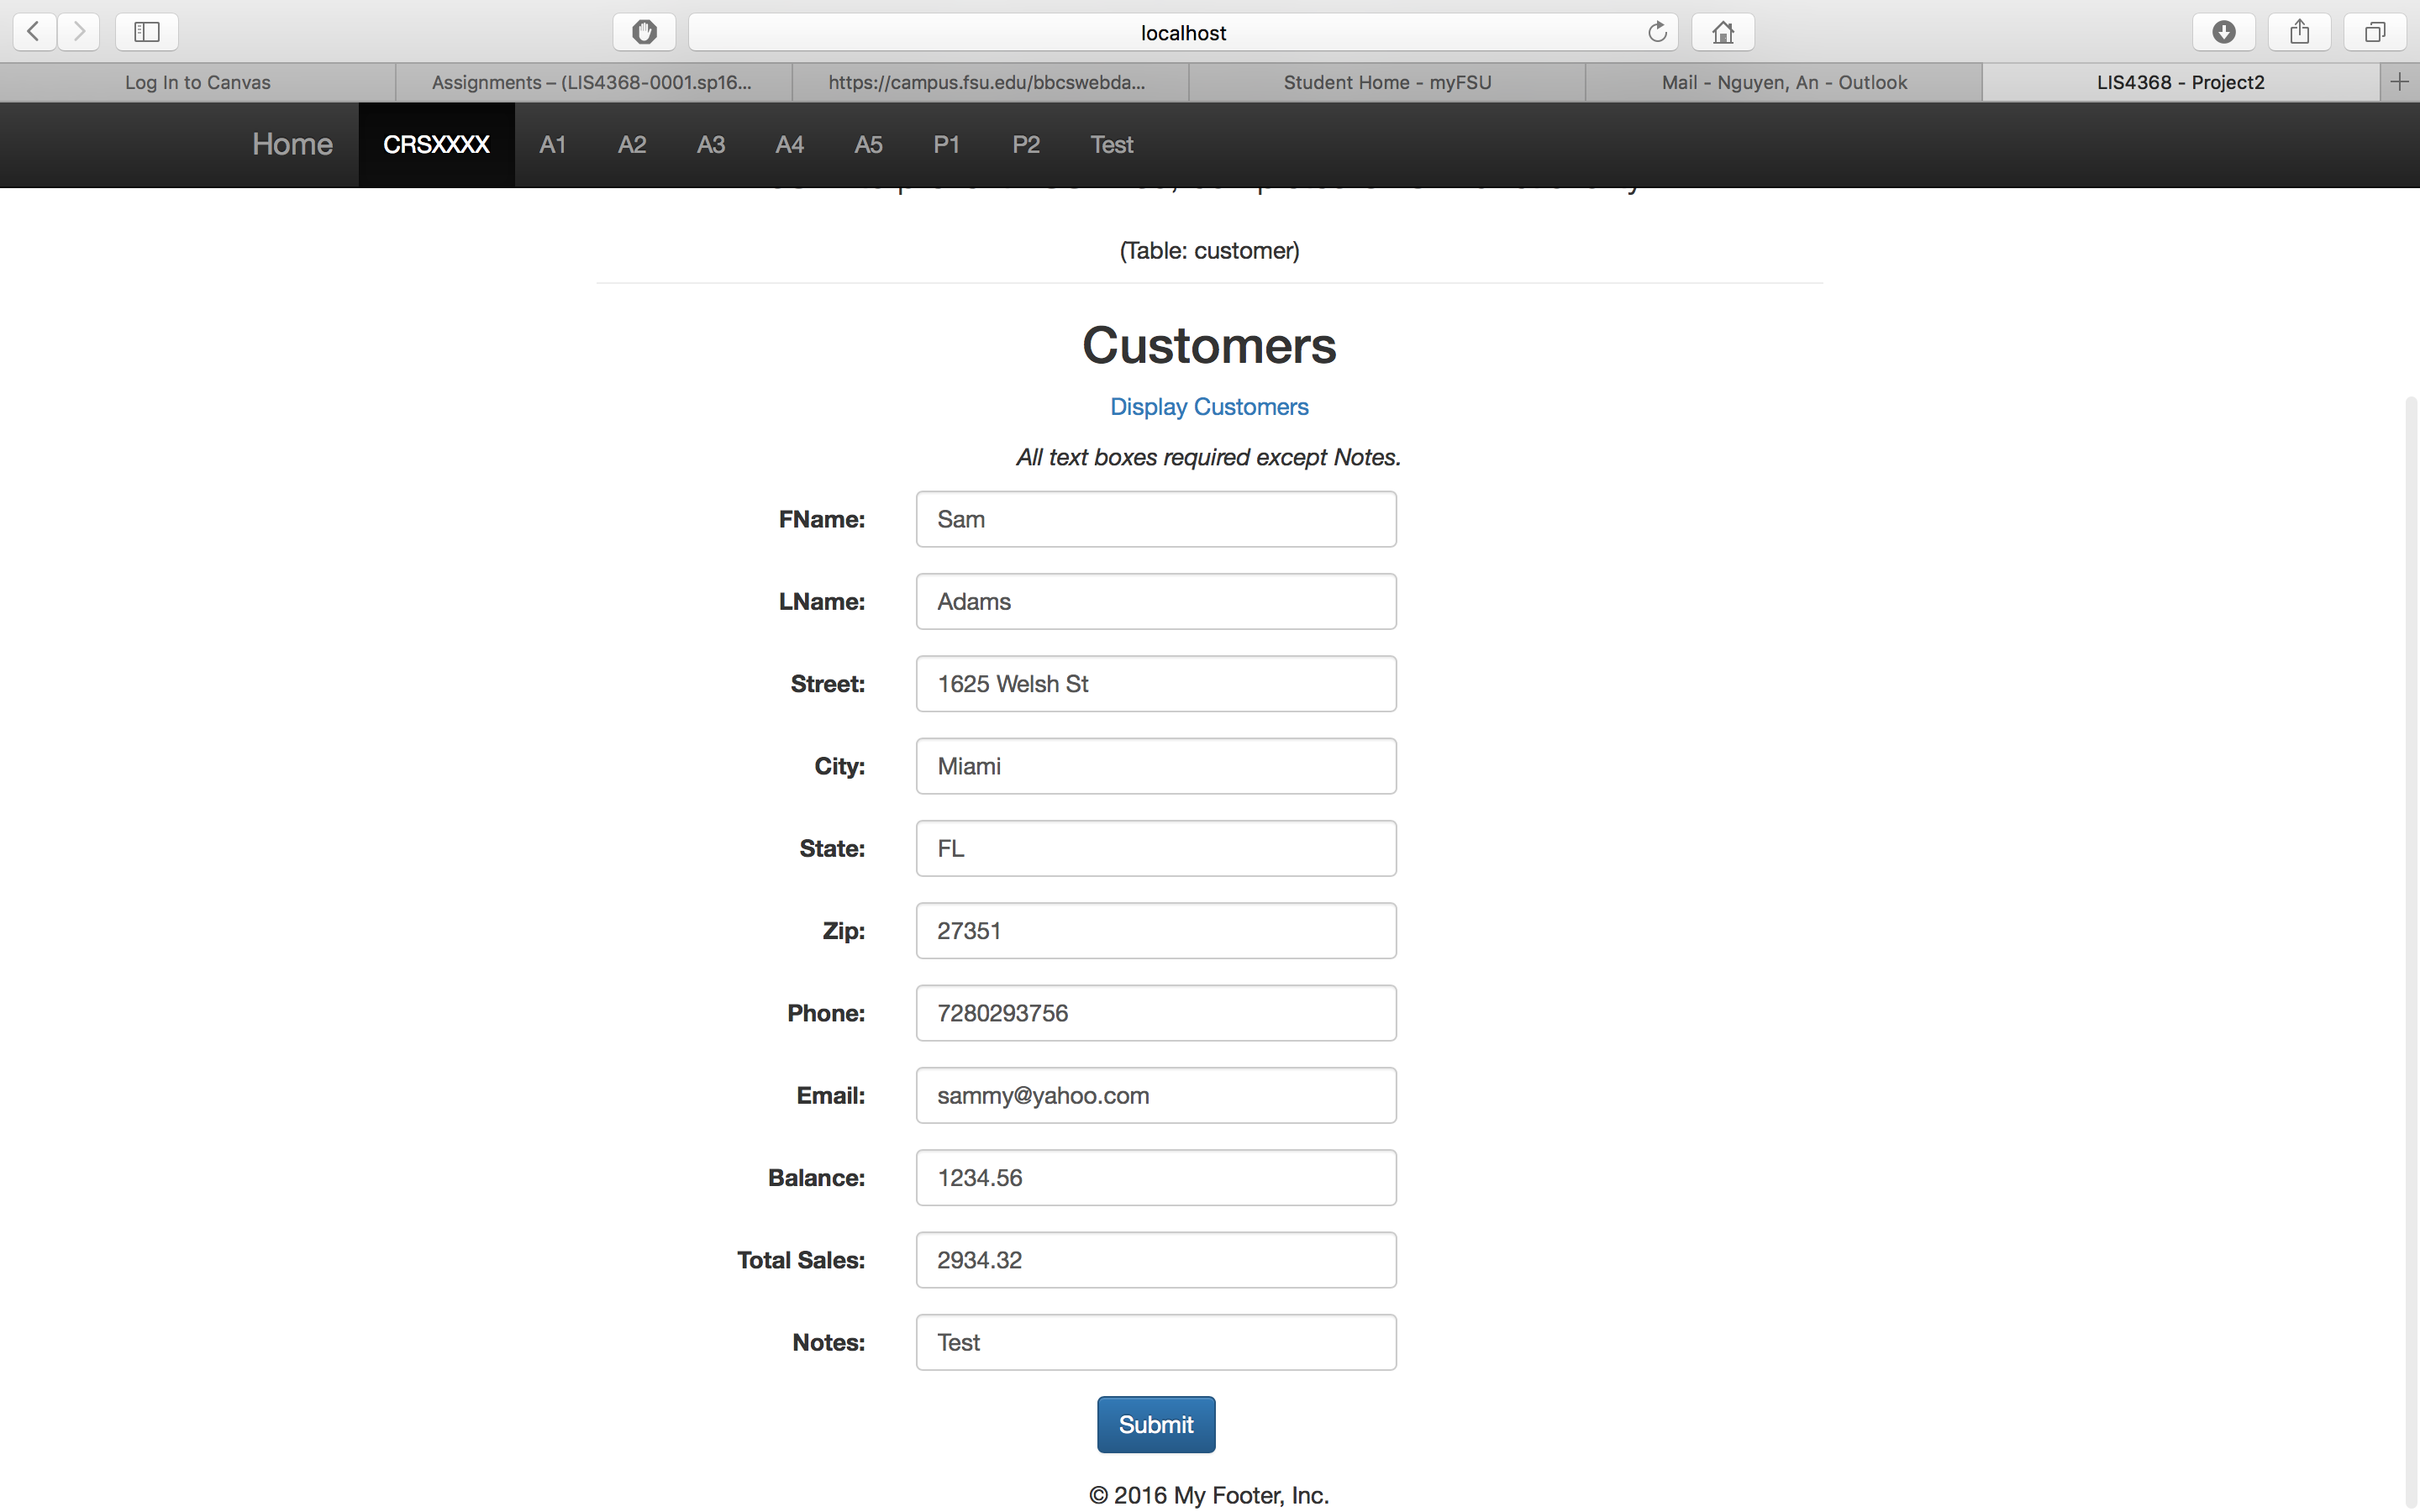 localhost
Log In to Canvas
Assignments – (LIS4368-0001.sp16...
https://campus.fsu.edu/bbcswebda...
Student Home - myFSU
Mail - Nguyen, An - Outlook
LIS4368 - Project2
Home CRSXXXX A1 A2 A3 A4 A5 P1 P2 Test
(Table: customer)
Customers
Display Customers
All text boxes required except Notes.
FName: Sam
LName: Adams
Street: 1625 Welsh St
City: Miami
State: FL
Zip: 27351
Phone: 7280293756
Email: sammy@yahoo.com
Balance: 1234.56
Total Sales: 2934.32
Notes: Test
Submit
© 2016 My Footer, Inc.